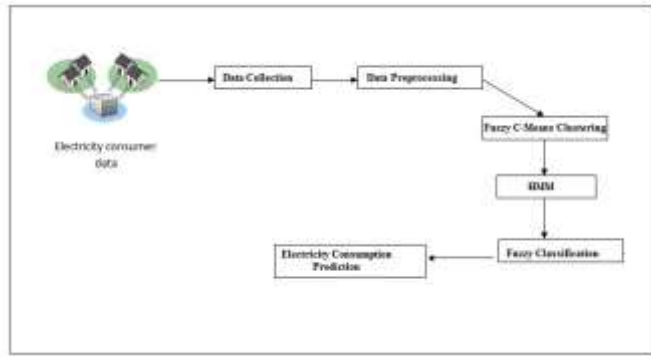 Electricity consumer
data
Data Collection
Data Preprocessing
Fuzzy C-Means Clustering
HMM
Fuzzy Classification
Electricity Consumption
Prediction